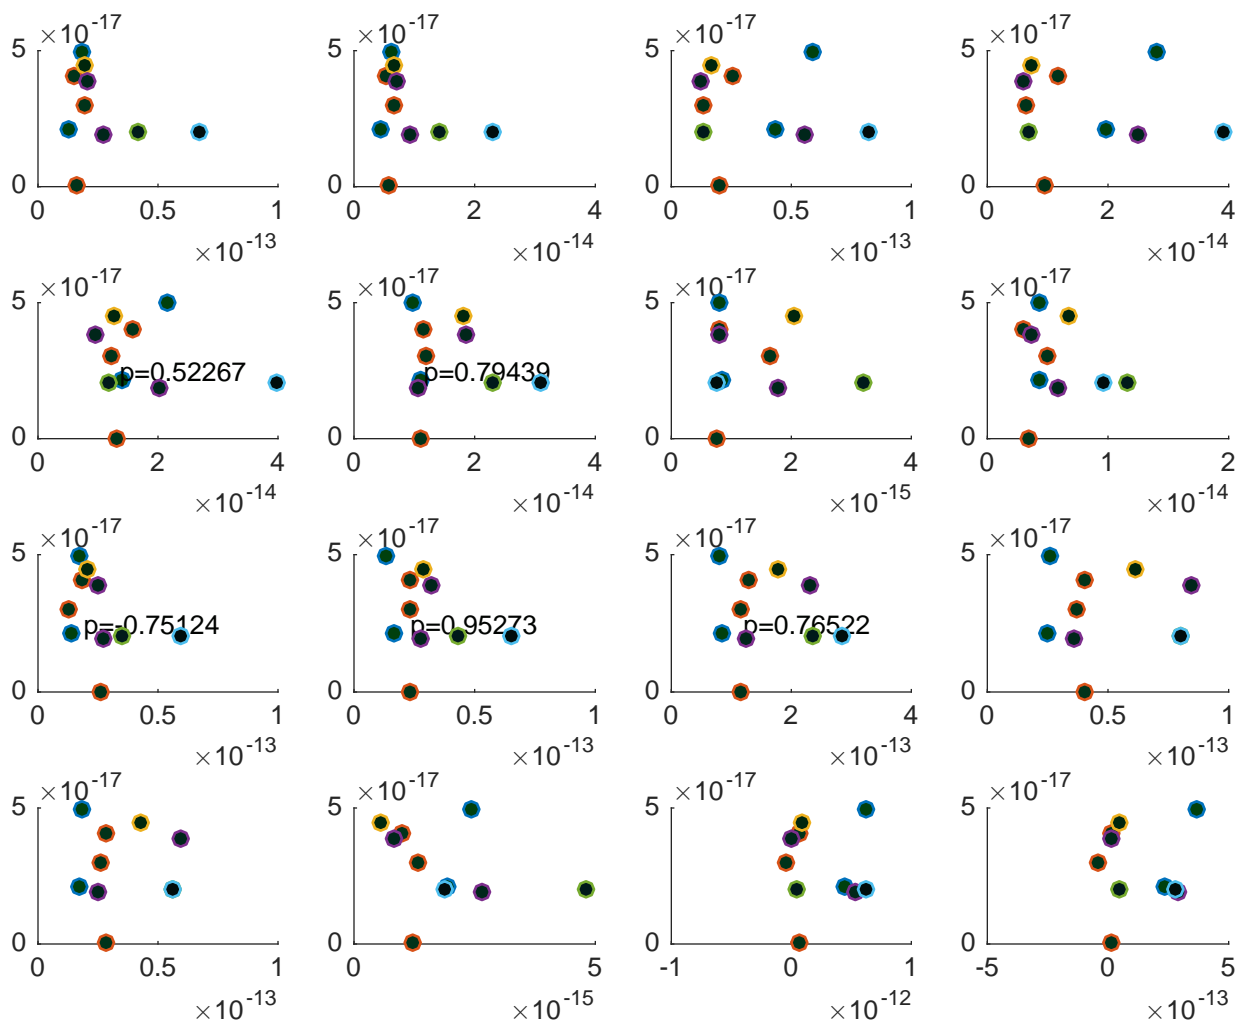 ×10-17 ×10-17 ×10-17 ×10-17
5 5 5 5
0 0 0 0
0 0.5 1 0 2 4 0 0.5 1 0 2 4
×10-13 ×10-14 ×10-13 ×10-14
×10-17 ×10-17 ×10-17 ×10-17
5 5 5 5
p=0.52267 p=0.79439
0 0 0 0
0 2 4 0 2 4 0 2 4 0 1 2
×10-14 ×10-14 ×10-15 ×10-14
×10-17 ×10-17 ×10-17 ×10-17
5 5 5 5
p=-0.75124 p=0.95273 p=0.76522
0 0 0 0
0 0.5 1 0 0.5 1 0 2 4 0 0.5 1
×10-13 ×10-13 ×10-13 ×10-13
×10-17 ×10-17 ×10-17 ×10-17
5 5 5 5
0 0 0 0
0 0.5 1 0 5 -1 0 1 -5 0 5
×10-13 ×10-15 ×10-12 ×10-13